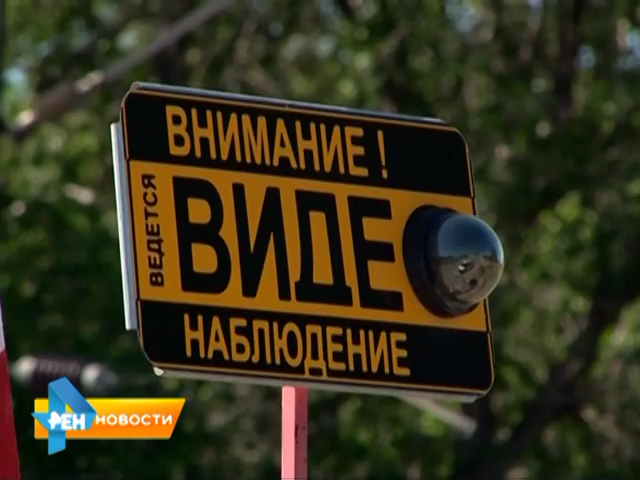 ВНИМАНИЕ !
ВЕДЕТСЯ
ВИДЕ
НАБЛЮДЕНИЕ
РЕН НОВОСТИ